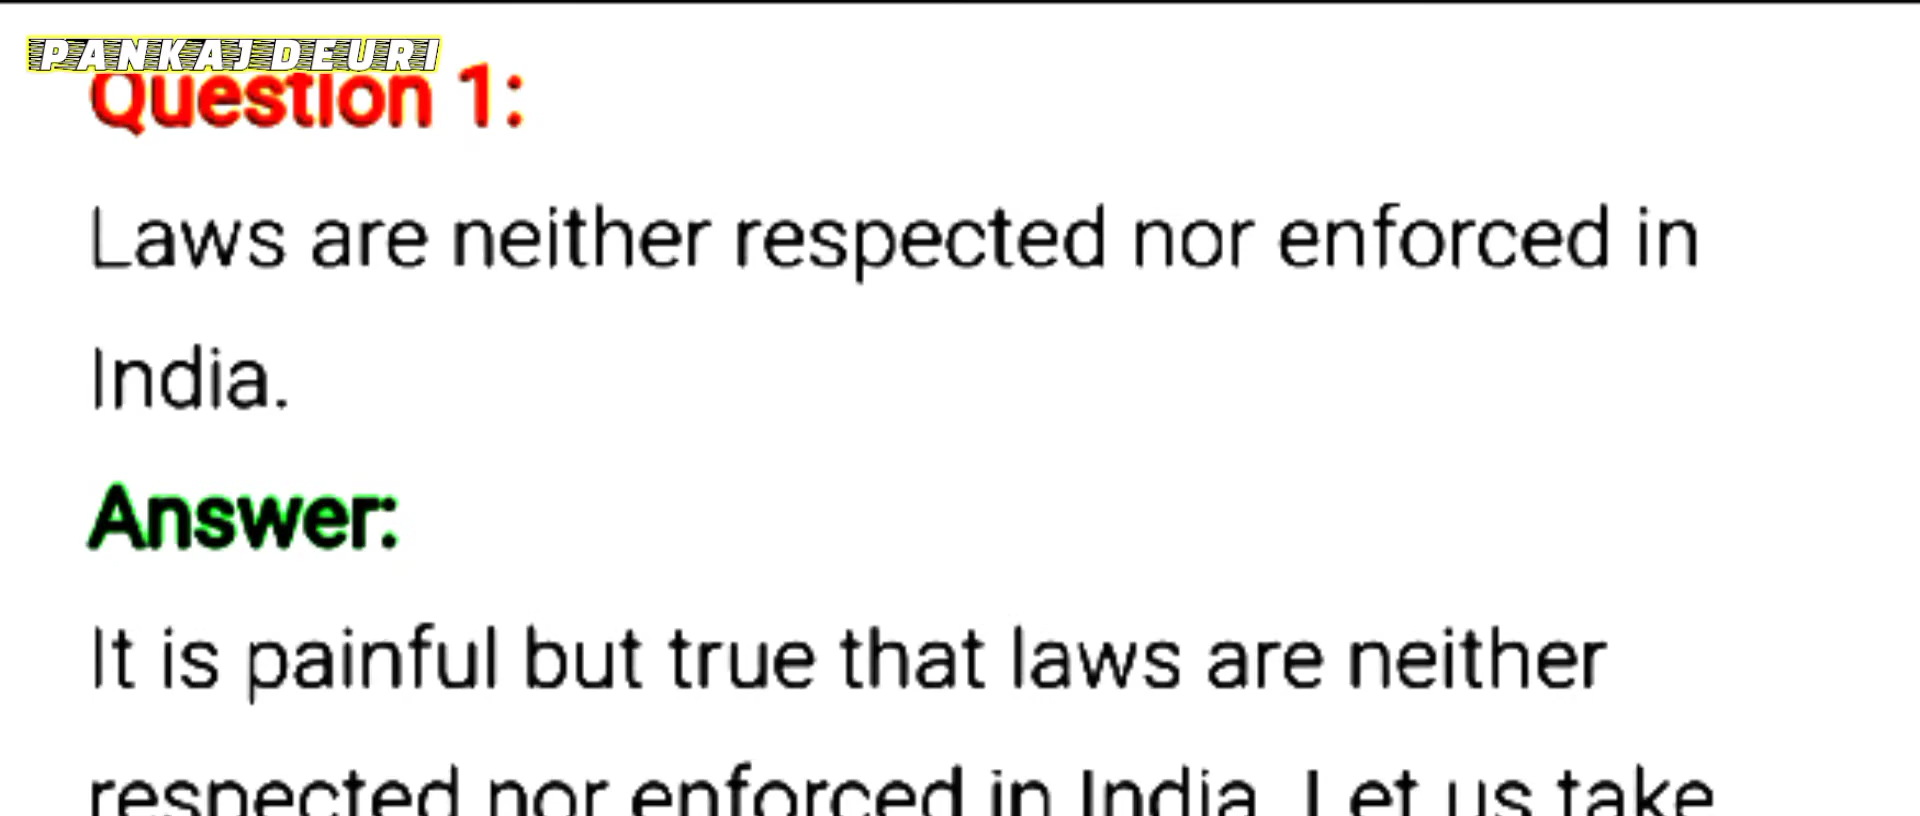 PANKAJ DEURI
Question 1:
Laws are neither respected nor enforced in
India.
Answer:
It is painful but true that laws are neither
respected nor enforced in India. Let us take